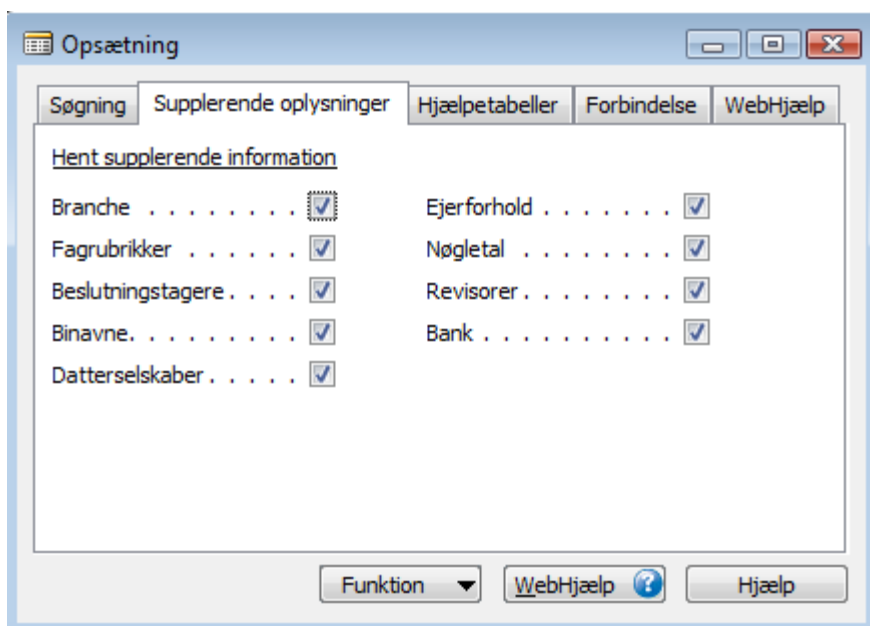 Opsætning
Søgning Supplerende oplysninger Hjælpetabeller Forbindelse WebHjælp
Hent supplerende information
Branche . . . . . . . . Ejerforhold . . . . . . .
Fagrubrikker . . . . . . Nøgletal . . . . . . . .
Beslutningstagere . . . . Revisorer . . . . . . . .
Binavne. . . . . . . . . Bank . . . . . . . . . .
Datterselskaber . . . . .
Funktion WebHjælp ? Hjælp